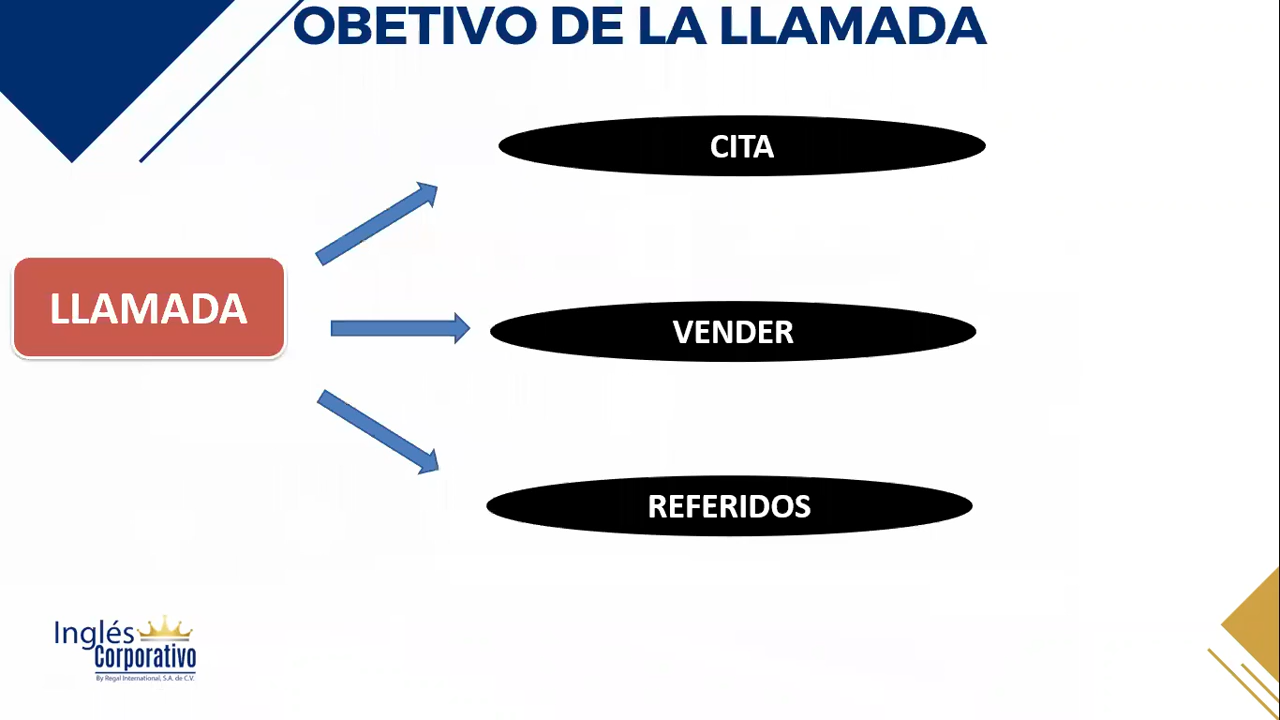 OBETIVO DE LA LLAMADA
CITA
LLAMADA
VENDER
REFERIDOS
Inglés
Corporativo
By Regal International, S.A. de C.V.